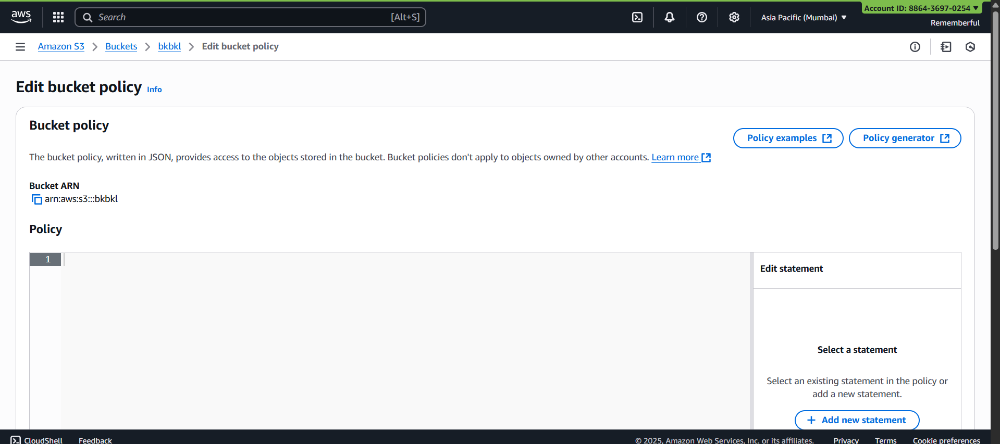 aws
Search [Alt+S]
Asia Pacific (Mumbai)
Account ID: 8864-3697-0254
Rememberful
Amazon S3 Buckets bkbkl Edit bucket policy
Edit bucket policy Info
Bucket policy
Policy examples
Policy generator
The bucket policy, written in JSON, provides access to the objects stored in the bucket. Bucket policies don't apply to objects owned by other accounts. Learn more
Bucket ARN
arn:aws:s3:::bkbkl
Policy
1
Edit statement
Select a statement
Select an existing statement in the policy or
add a new statement.
+ Add new statement
CloudShell Feedback © 2025, Amazon Web Services, Inc. or its affiliates. Privacy Terms Cookie preferences